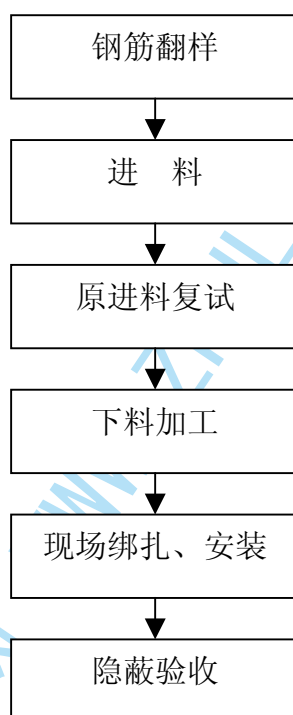 钢筋翻样
进　料
原进料复试
下料加工
现场绑扎、安装
隐蔽验收